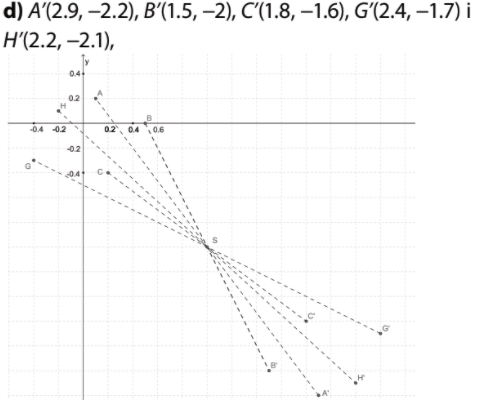 d) A′(2.9, −2.2), B′(1.5, −2), C′(1.8, −1.6), G′(2.4, −1.7) i
H′(2.2, −2.1),
y
0.4
A
0.2
H
B
-0.4 -0.2 0.2 0.4 0.6
-0.2
G
-0.4 C
S
C'
G'
B'
H'
A'